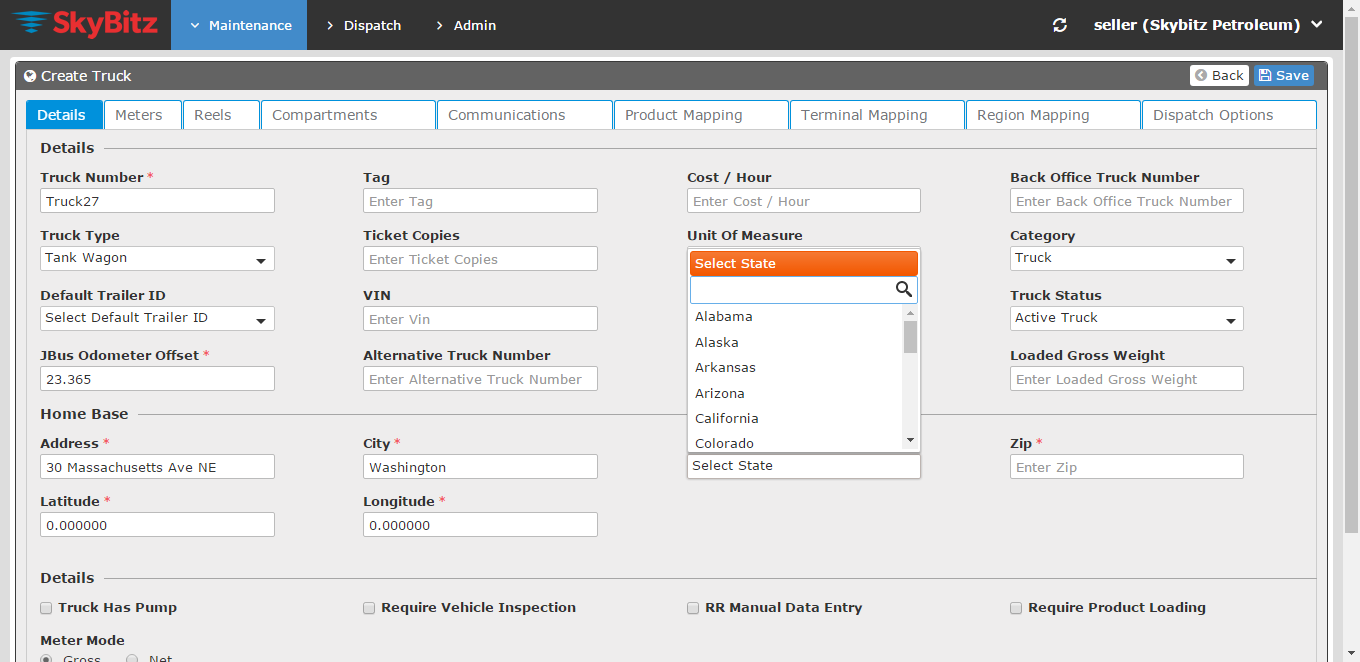 SkyBitz
Maintenance
Dispatch
Admin
seller (Skybitz Petroleum)
Create Truck
Back
Save
Details
Meters
Reels
Compartments
Communications
Product Mapping
Terminal Mapping
Region Mapping
Dispatch Options
Details
Truck Number *
Tag
Cost / Hour
Back Office Truck Number
Truck27
Enter Tag
Enter Cost / Hour
Enter Back Office Truck Number
Truck Type
Ticket Copies
Unit Of Measure
Category
Tank Wagon
Enter Ticket Copies
Select State
Truck
Default Trailer ID
VIN
Truck Status
Select Default Trailer ID
Enter Vin
Alabama
Active Truck
Alaska
JBus Odometer Offset *
Alternative Truck Number
Arkansas
Loaded Gross Weight
23.365
Enter Alternative Truck Number
Arizona
Enter Loaded Gross Weight
Home Base
California
Address *
City *
Colorado
Zip *
30 Massachusetts Ave NE
Washington
Select State
Enter Zip
Latitude *
Longitude *
0.000000
0.000000
Details
Truck Has Pump
Require Vehicle Inspection
RR Manual Data Entry
Require Product Loading
Meter Mode
Gross
Net